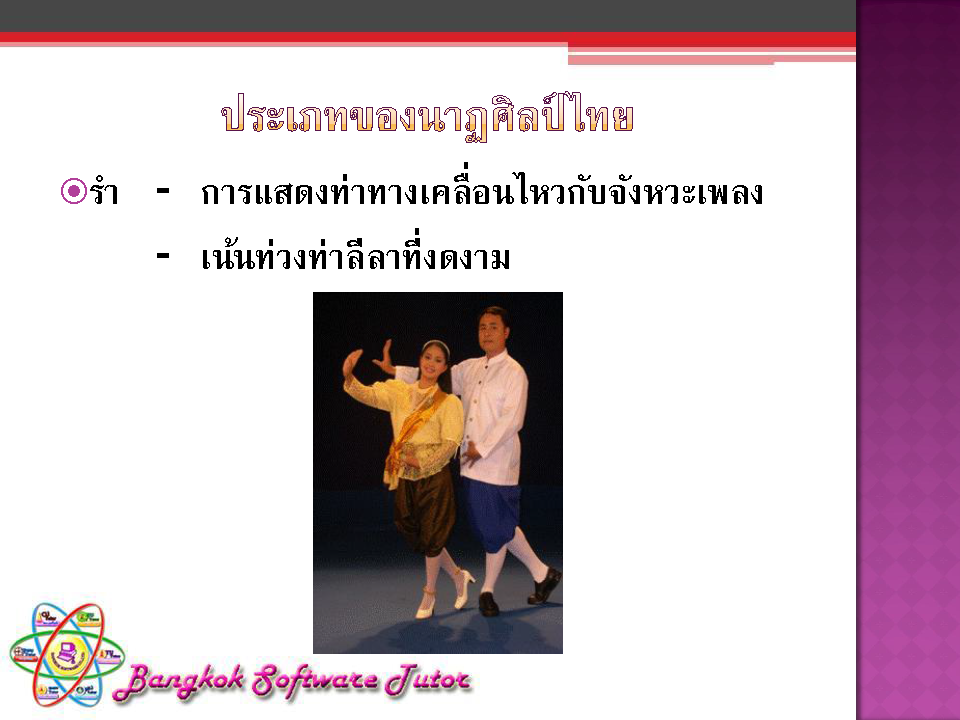 ประเภทของนาฏศิลป์ไทย
รำ - การแสดงท่าทางเคลื่อนไหวกับจังหวะเพลง
- เน้นท่วงท่าลีลาที่งดงาม
Bangkok Software Tutor